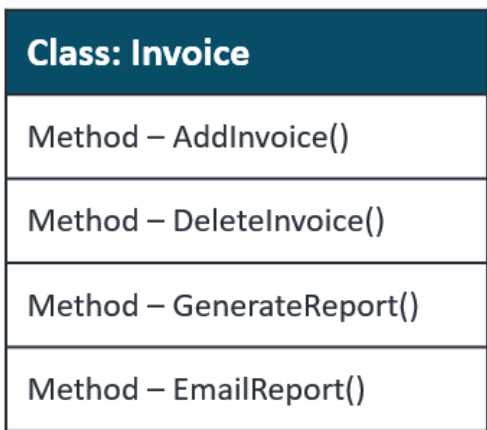 Class: Invoice
Method – AddInvoice()
Method – DeleteInvoice()
Method – GenerateReport()
Method – EmailReport()